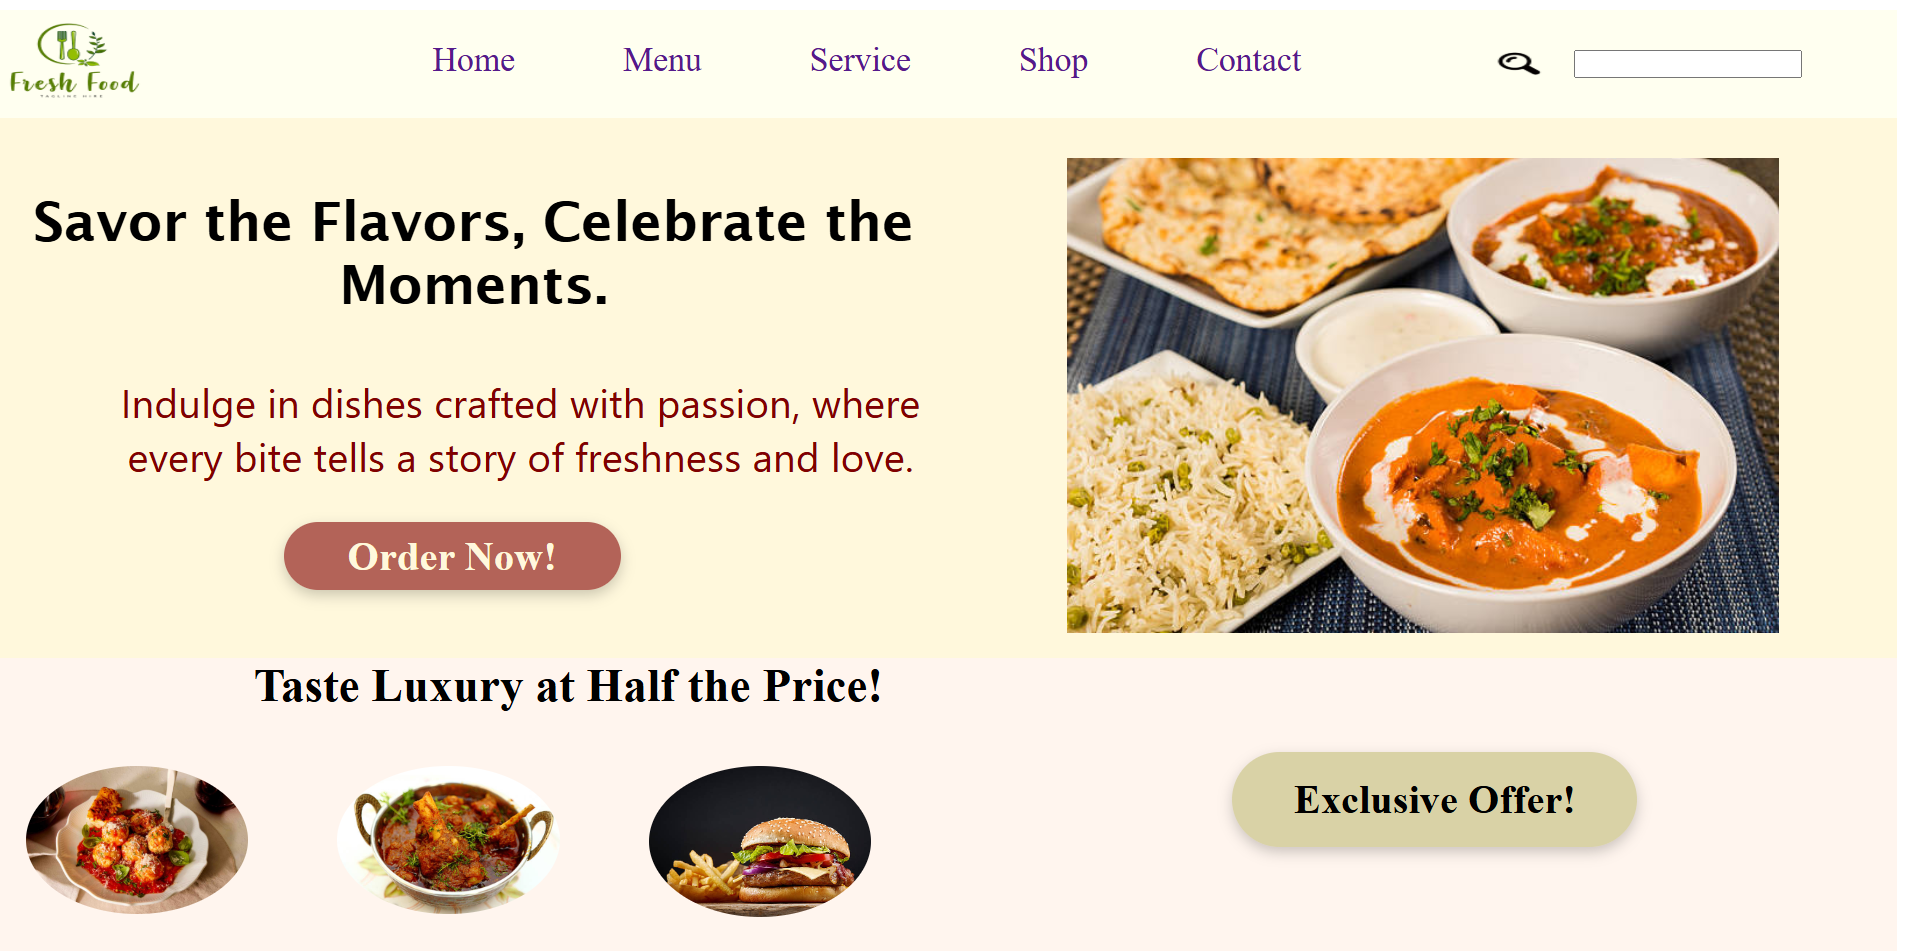 Fresh Food
TAGLINE HERE
Home
Menu
Service
Shop
Contact
Savor the Flavors, Celebrate the
Moments.
Indulge in dishes crafted with passion, where
every bite tells a story of freshness and love.
Order Now!
Taste Luxury at Half the Price!
Exclusive Offer!